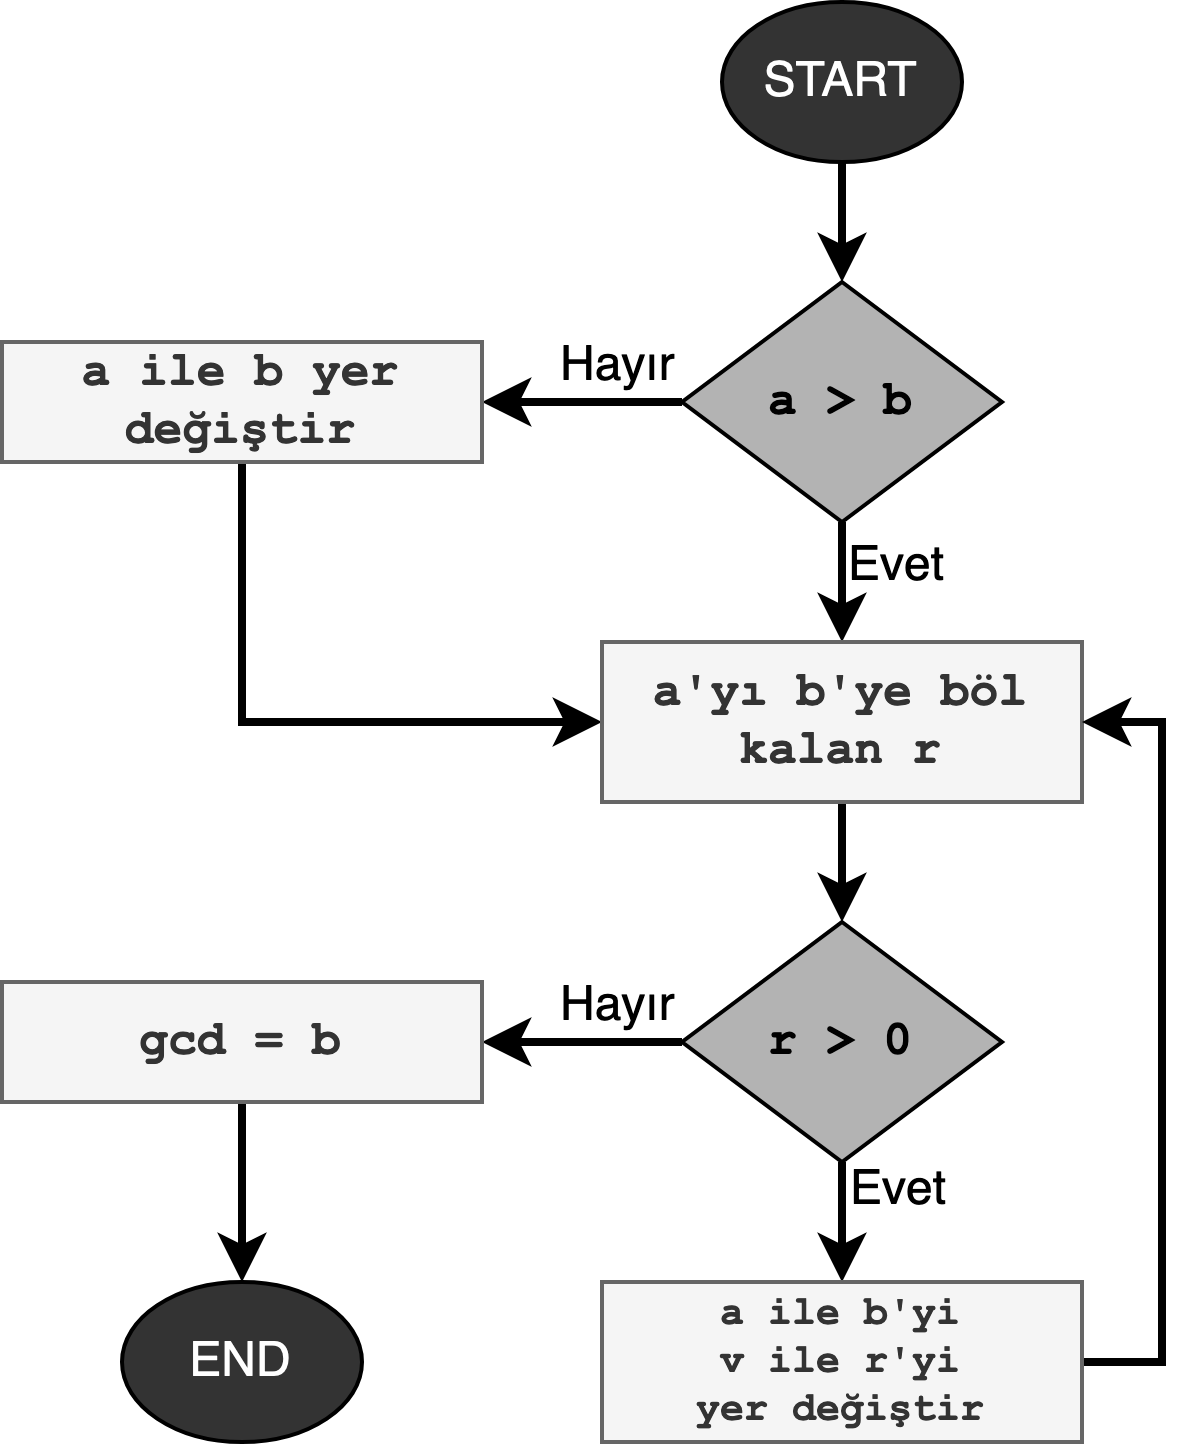 START
a > b
Hayır
a ile b yer
değiştir
Evet
a'yı b'ye böl
kalan r
r > 0
Hayır
gcd = b
Evet
a ile b'yi
v ile r'yi
yer değiştir
END